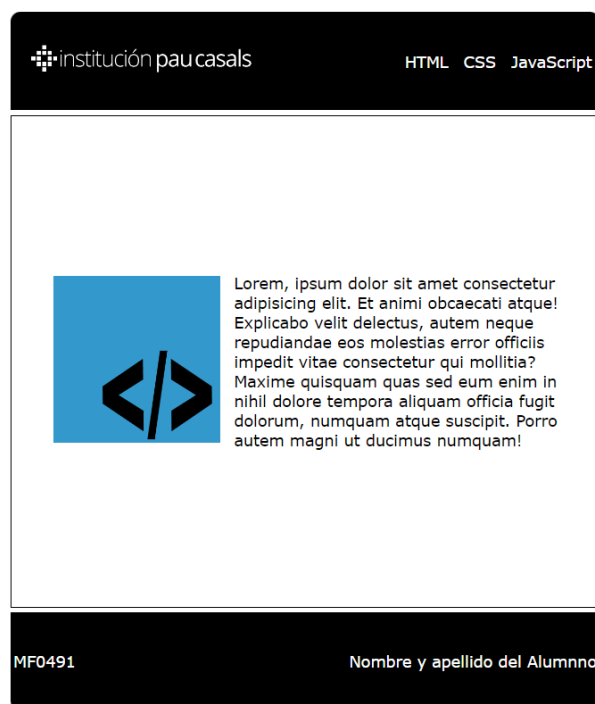 institución pau casals
HTML CSS JavaScript
Lorem, ipsum dolor sit amet consectetur
adipisicing elit. Et animi obcaecati atque!
Explicabo velit delectus, autem neque
repudiandae eos molestias error officiis
impedit vitae consectetur qui mollitia?
Maxime quisquam quas sed eum enim in
nihil dolore tempora aliquam officia fugit
dolorum, numquam atque suscipit. Porro
autem magni ut ducimus numquam!
</>
MF0491
Nombre y apellido del Alumnno